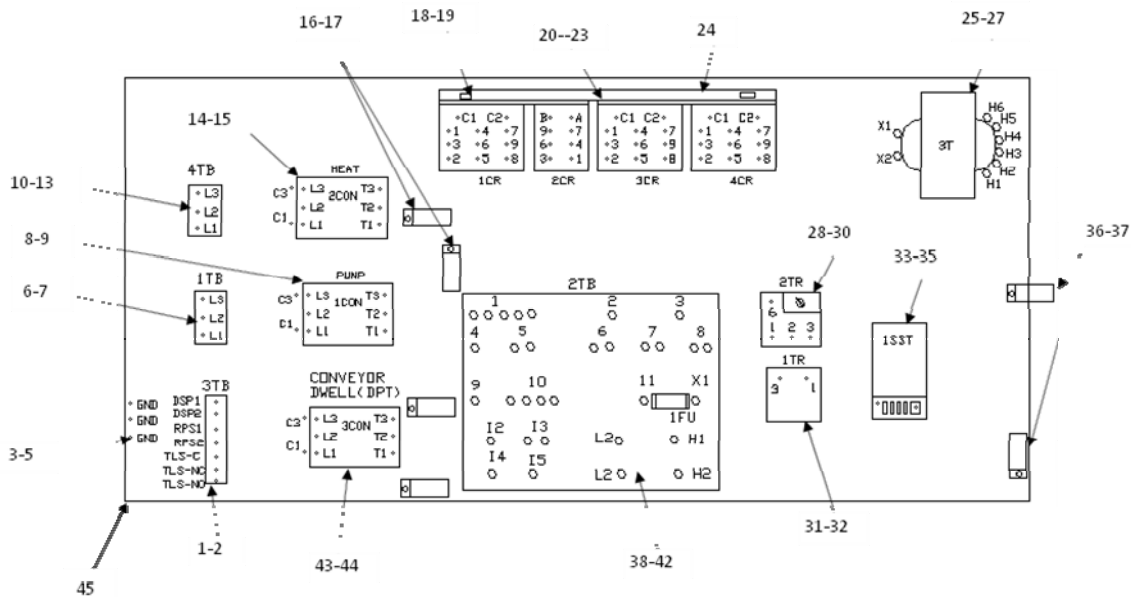 16-17
18-19
20--23
24
25-27
14-15
10-13
8-9
6-7
3-5
4TB
L3
L2
L1
HEAT
C3
L3
T3
2CON
L2
T2
C1
L1
T1
C1 C2
1 4 7
3 6 9
2 5 8
1CR
B A
9 7
6 4
3 1
2CR
C1 C2
1 4 7
3 6 9
2 5 8
3CR
C1 C2
1 4 7
3 6 9
2 5 8
4CR
X1
X2
3T
H6
H5
H4
H3
H2
H1
1TB
L3
L2
L1
PUNP
C3
LS
TS
1CON
L2
T2
C1
L1
T1
2TB
1 2 3
4 5 6 7 8
9 10 11 X1
1FU
I2 I3 L2 H1
I4 I5 L2 H2
28-30
2TR
6
1 2 3
33-35
1SST
36-37
1TR
3 1
31-32
3TB
GND
GND
GND
DSP1
DSP2
RPS1
RPS2
TLS-C
TLS-NC
TLS-NO
CONVEYOR
DWELL(DPT)
C3
L3
T3
3CON
L2
T2
C1
L1
T1
1-2
43-44
38-42
45